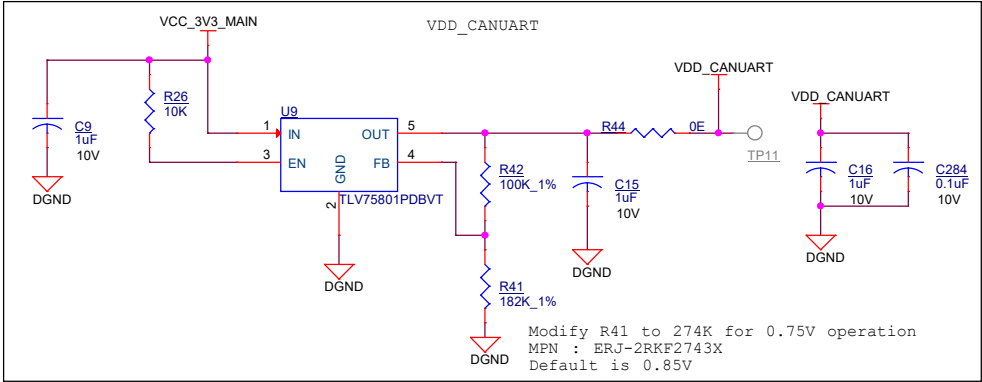 VCC_3V3_MAIN
VDD_CANUART
VDD_CANUART
VDD_CANUART
R26
10K
C9
1uF
10V
DGND
U9
1
IN
OUT
5
3
EN
FB
4
GND
2
TLV75801PDBVT
DGND
R44
0E
TP11
R42
100K_1%
C15
1uF
10V
DGND
R41
182K_1%
DGND
C16
1uF
10V
C284
0.1uF
10V
DGND
Modify R41 to 274K for 0.75V operation
MPN : ERJ-2RKF2743X
Default is 0.85V